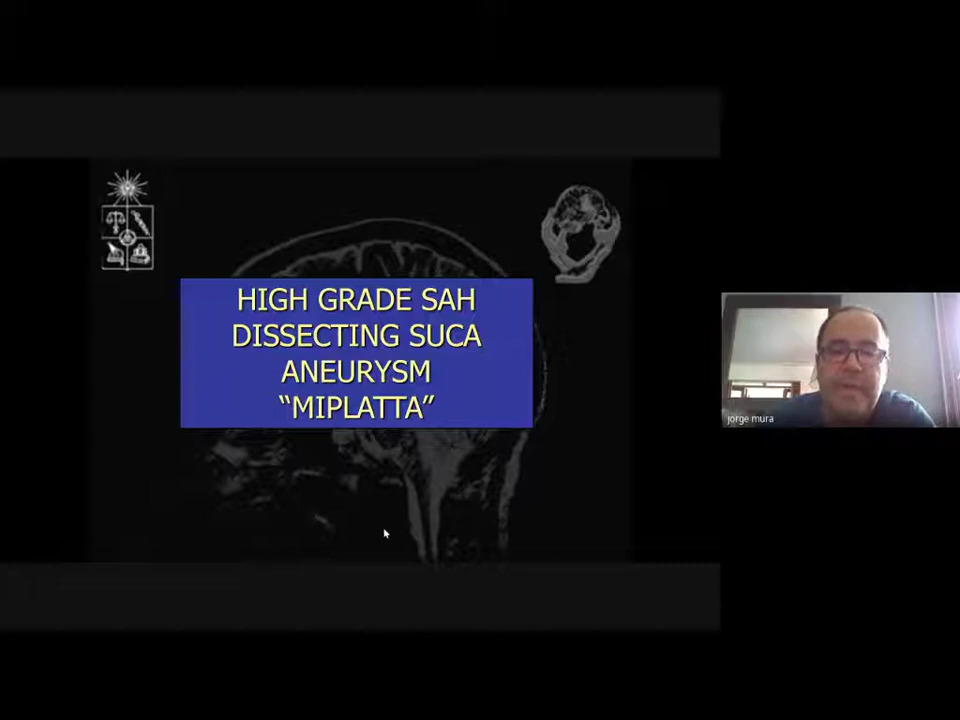 HIGH GRADE SAH
DISSECTING SUCA
ANEURYSM
“MIPLATTA”
jorge mura